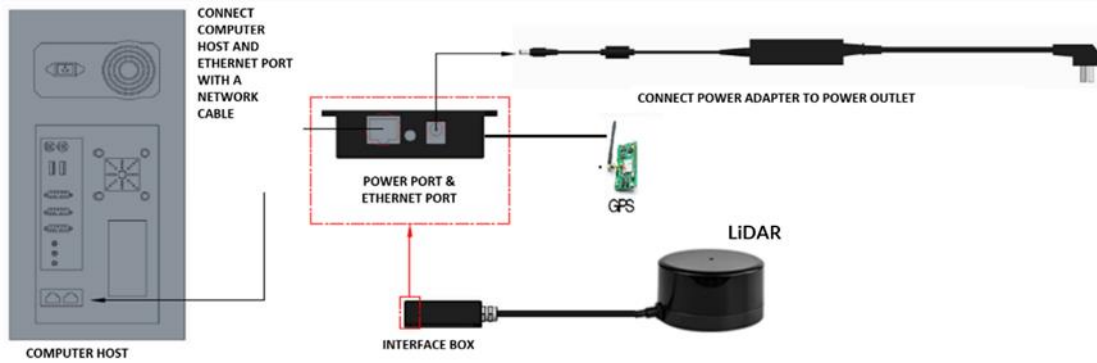 CONNECT
COMPUTER
HOST AND
ETHERNET PORT
WITH A
NETWORK
CABLE
CONNECT POWER ADAPTER TO POWER OUTLET
POWER PORT &
ETHERNET PORT
GPS
LiDAR
INTERFACE BOX
COMPUTER HOST